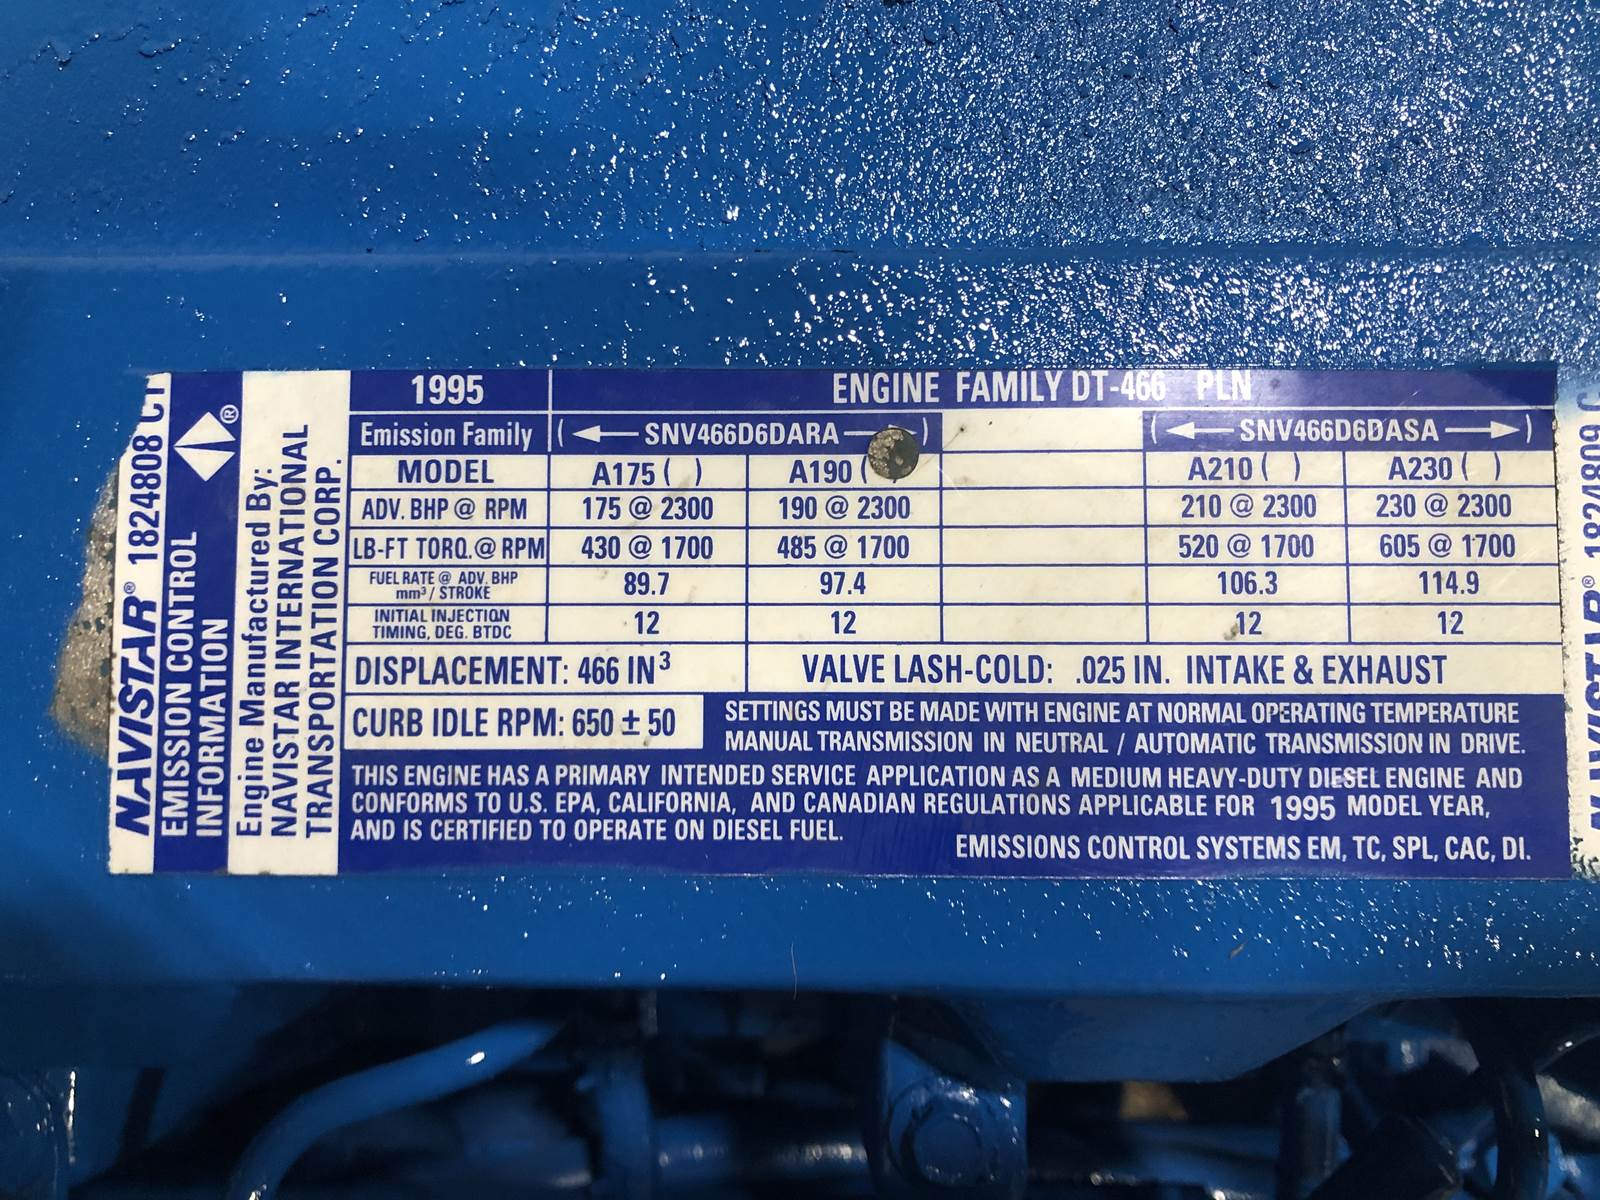 NAVISTAR® 1824808 C1
EMISSION CONTROL
INFORMATION
®
Engine Manufactured By:
NAVISTAR INTERNATIONAL
TRANSPORTATION CORP.
1995 ENGINE FAMILY DT-466 PLN
Emission Family ( SNV466D6DARA ) ( SNV466D6DASA )
MODEL A175 ( ) A190 ( A210 ( ) A230 ( )
ADV. BHP @ RPM 175 @ 2300 190 @ 2300 210 @ 2300 230 @ 2300
LB-FT TORQ.@ RPM 430 @ 1700 485 @ 1700 520 @ 1700 605 @ 1700
FUEL RATE @ ADV. BHP
mm³ / STROKE 89.7 97.4 106.3 114.9
INITIAL INJECTION
TIMING, DEG. BTDC 12 12 12 12
DISPLACEMENT: 466 IN³ VALVE LASH-COLD: .025 IN. INTAKE & EXHAUST
CURB IDLE RPM: 650 ± 50
SETTINGS MUST BE MADE WITH ENGINE AT NORMAL OPERATING TEMPERATURE
MANUAL TRANSMISSION IN NEUTRAL / AUTOMATIC TRANSMISSION IN DRIVE.
THIS ENGINE HAS A PRIMARY INTENDED SERVICE APPLICATION AS A MEDIUM HEAVY-DUTY DIESEL ENGINE AND
CONFORMS TO U.S. EPA, CALIFORNIA, AND CANADIAN REGULATIONS APPLICABLE FOR 1995 MODEL YEAR,
AND IS CERTIFIED TO OPERATE ON DIESEL FUEL.
EMISSIONS CONTROL SYSTEMS EM, TC, SPL, CAC, DI.
NAVISTAR® 1824809 C